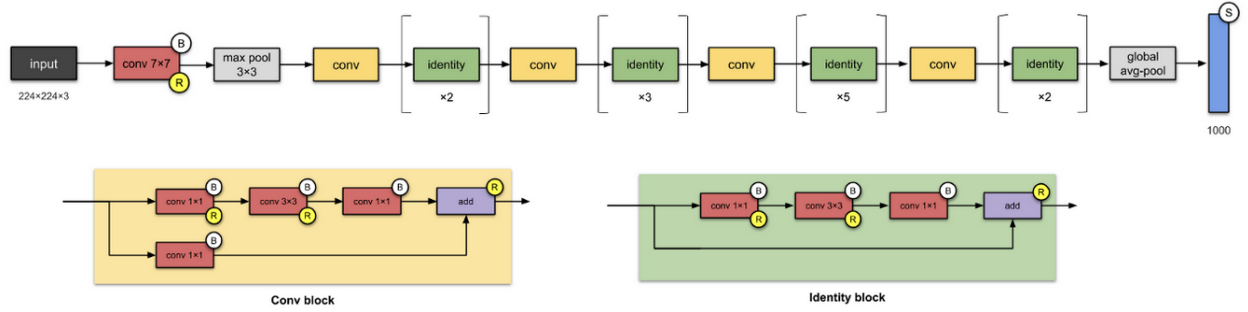 input
224×224×3
conv 7×7
B
R
max pool
3×3
conv
identity
×2
conv
identity
×3
conv
identity
×5
conv
identity
×2
global
avg-pool
S
1000
conv 1×1
B
R
conv 3×3
B
R
conv 1×1
B
add
R
conv 1×1
B
Conv block
conv 1×1
B
R
conv 3×3
B
R
conv 1×1
B
add
R
Identity block